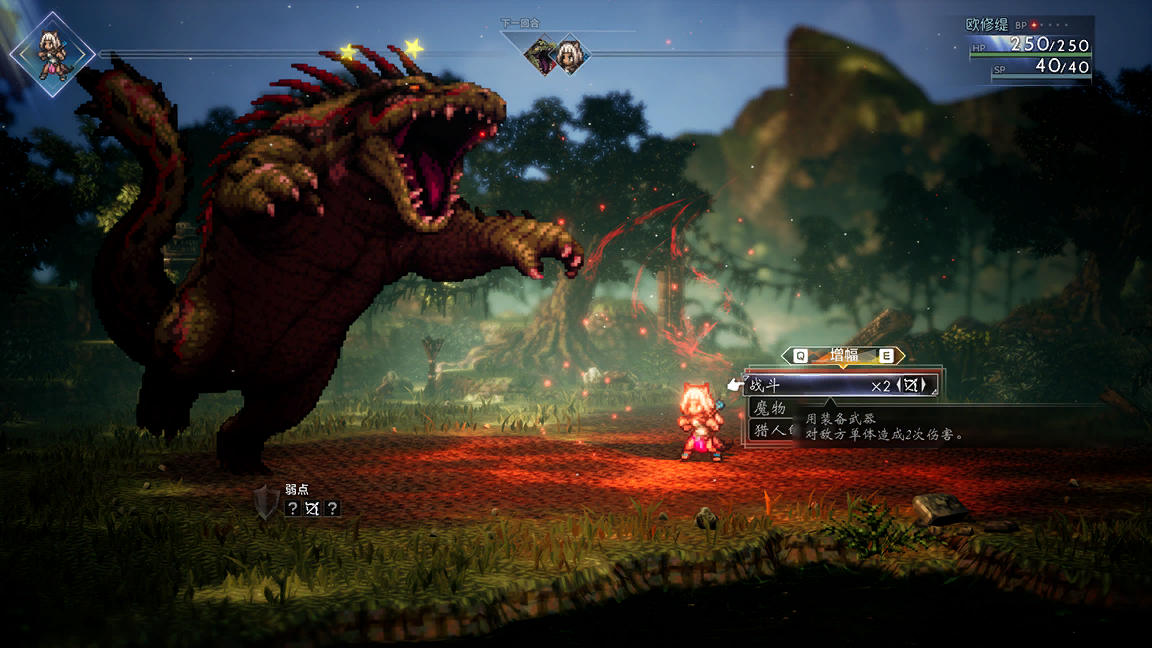 下一回合
欧修缇 BP
HP 250/250
SP 40/40
Q 增幅 E
战斗 ×2
魔物
猎人
用装备武器
对敌方单体造成2次伤害。
弱点
? ?